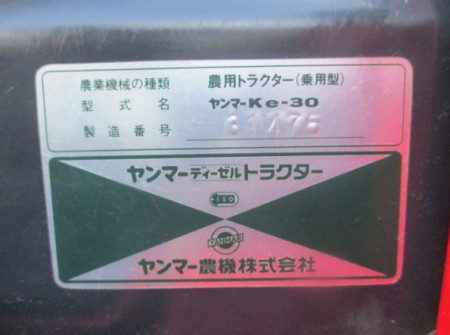 農業機械の種類 農用トラクター(乗用型)
型式名 ヤンマーKe-30
製造番号
ヤンマーディーゼルトラクター
ISO
YANMAR
ヤンマー農機株式会社